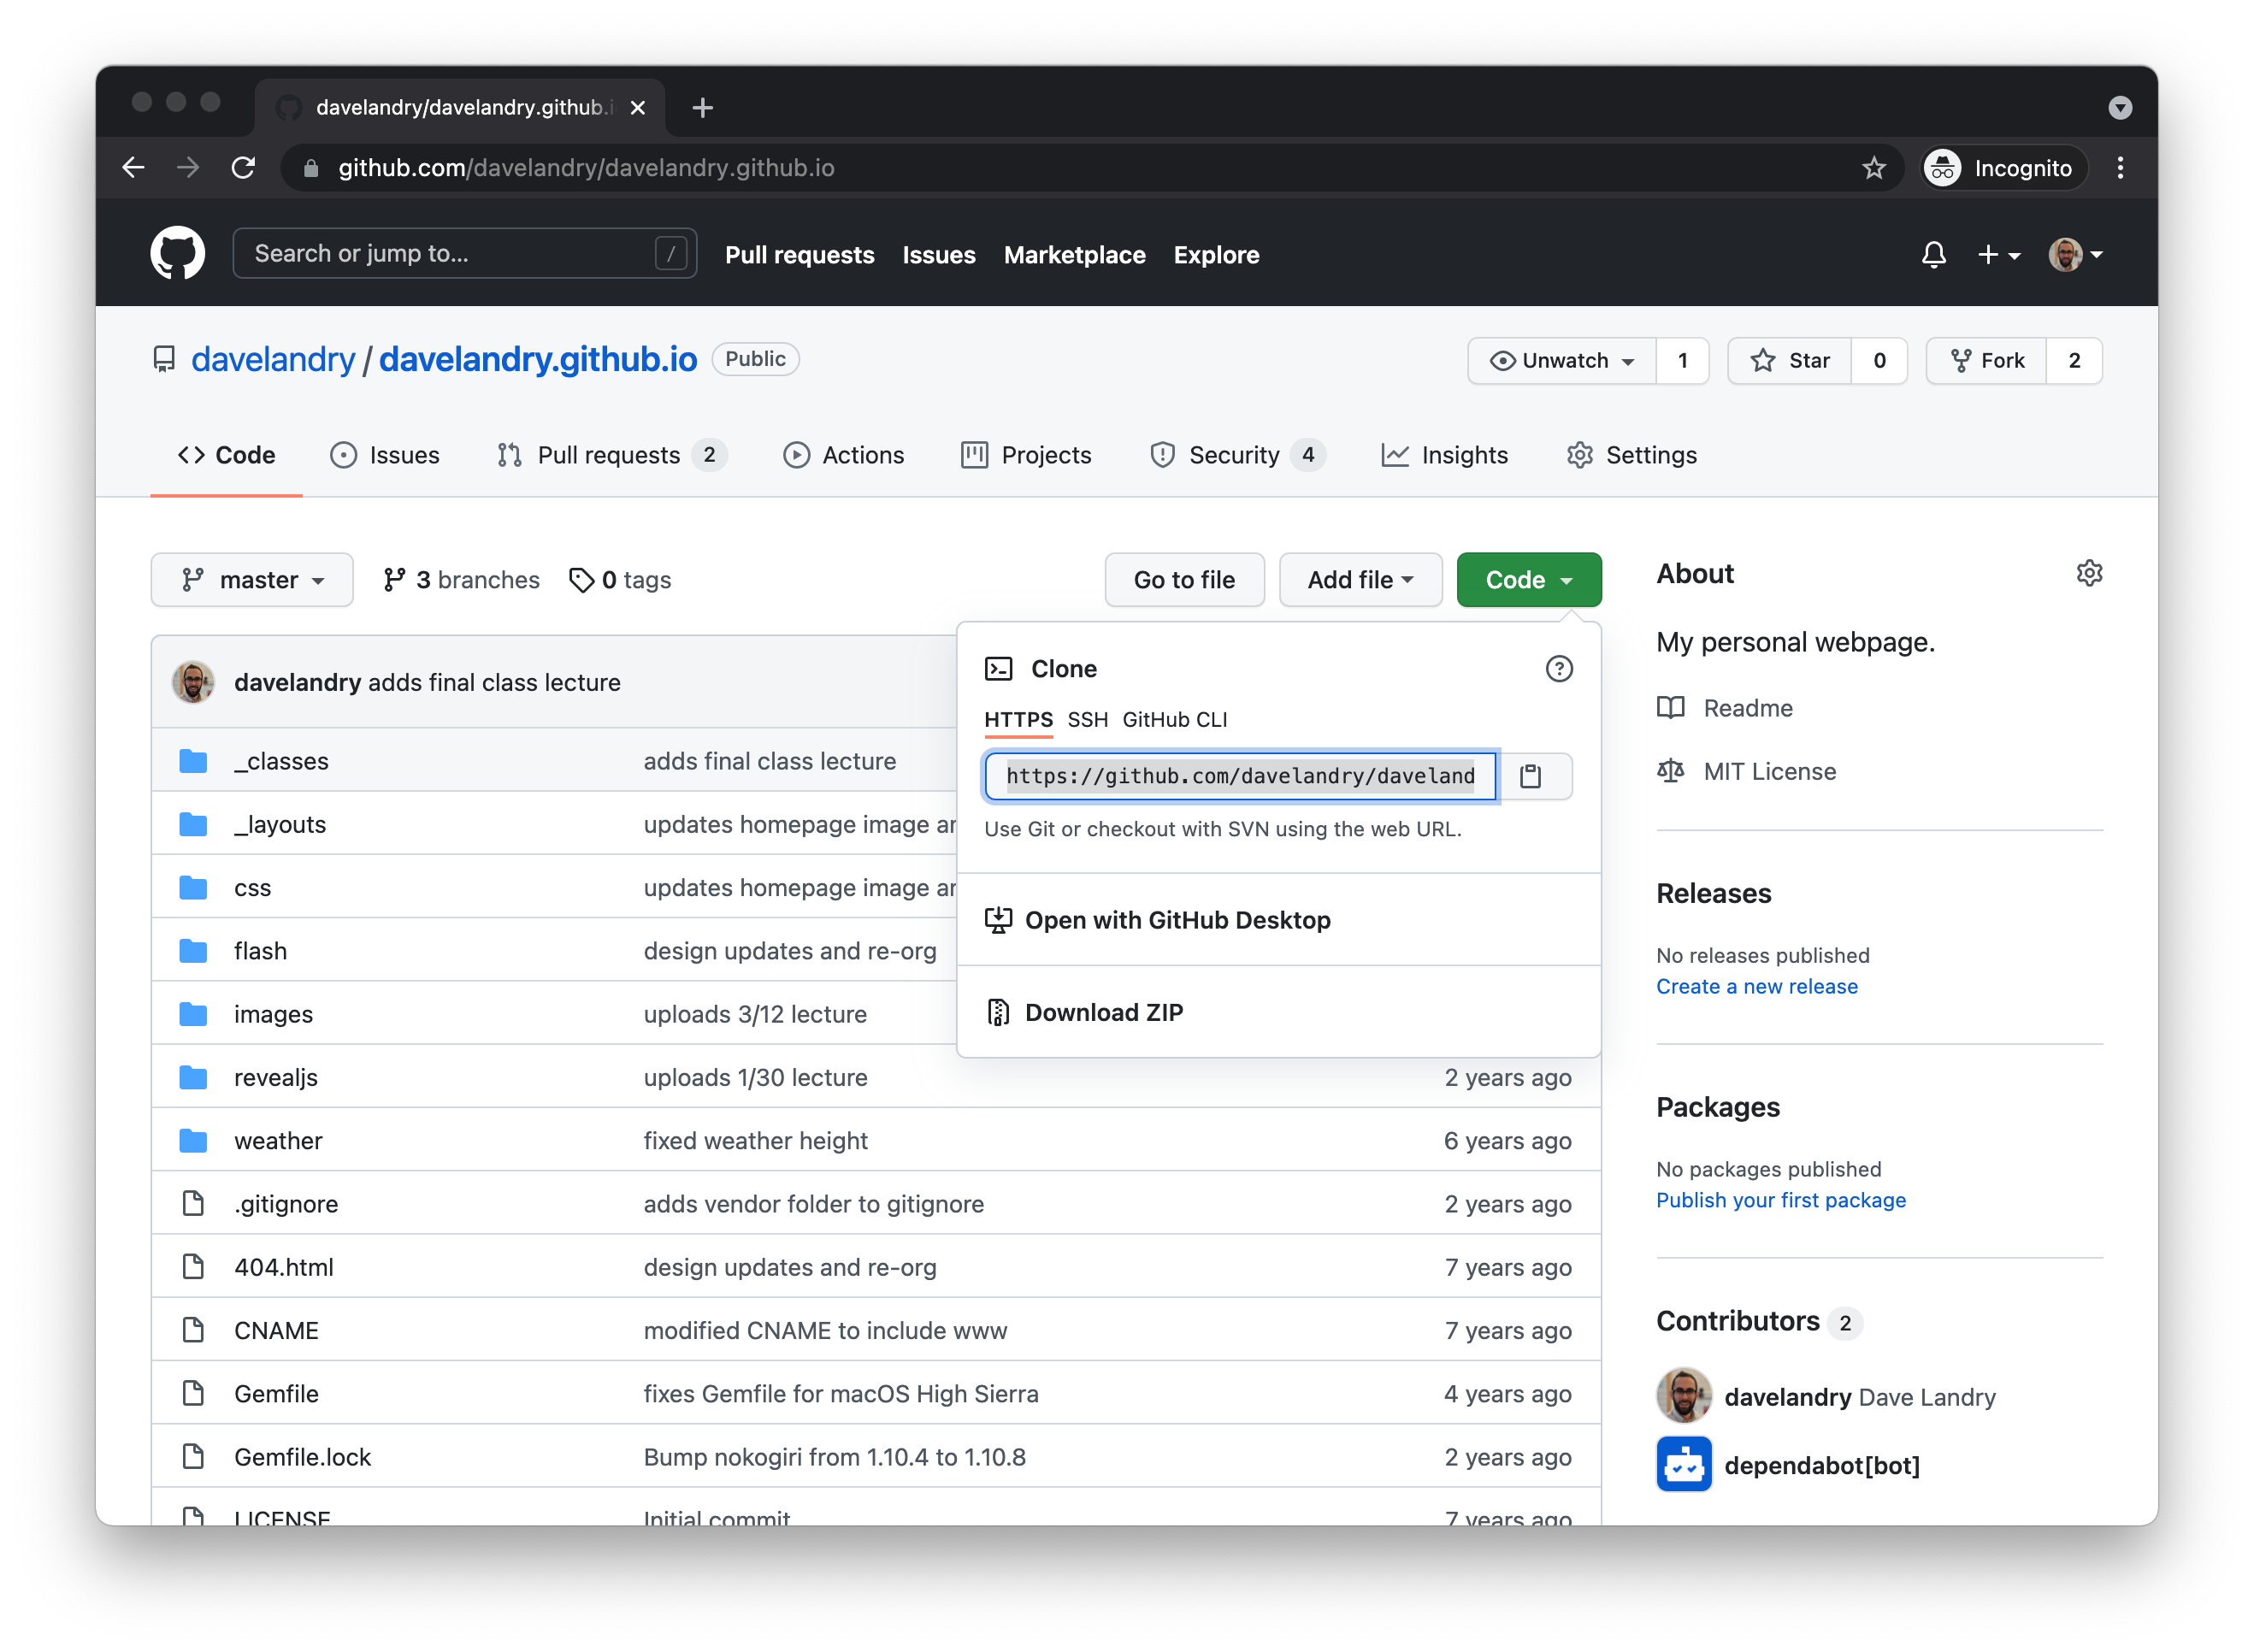 davelandry/davelandry.github.i
github.com/davelandry/davelandry.github.io
Incognito
Search or jump to...
/
Pull requests
Issues
Marketplace
Explore
davelandry / davelandry.github.io
Public
Unwatch
1
Star
0
Fork
2
Code
Issues
Pull requests 2
Actions
Projects
Security 4
Insights
Settings
master
3 branches
0 tags
Go to file
Add file
Code
Clone
HTTPS
SSH
GitHub CLI
https://github.com/davelandry/daveland
Use Git or checkout with SVN using the web URL.
Open with GitHub Desktop
Download ZIP
davelandry adds final class lecture
_classes
adds final class lecture
_layouts
updates homepage image ar
css
updates homepage image ar
flash
design updates and re-org
images
uploads 3/12 lecture
revealjs
uploads 1/30 lecture
2 years ago
weather
fixed weather height
6 years ago
.gitignore
adds vendor folder to gitignore
2 years ago
404.html
design updates and re-org
7 years ago
CNAME
modified CNAME to include www
7 years ago
Gemfile
fixes Gemfile for macOS High Sierra
4 years ago
Gemfile.lock
Bump nokogiri from 1.10.4 to 1.10.8
2 years ago
LICENSE
Initial commit
7 years ago
About
My personal webpage.
Readme
MIT License
Releases
No releases published
Create a new release
Packages
No packages published
Publish your first package
Contributors 2
davelandry Dave Landry
dependabot[bot]